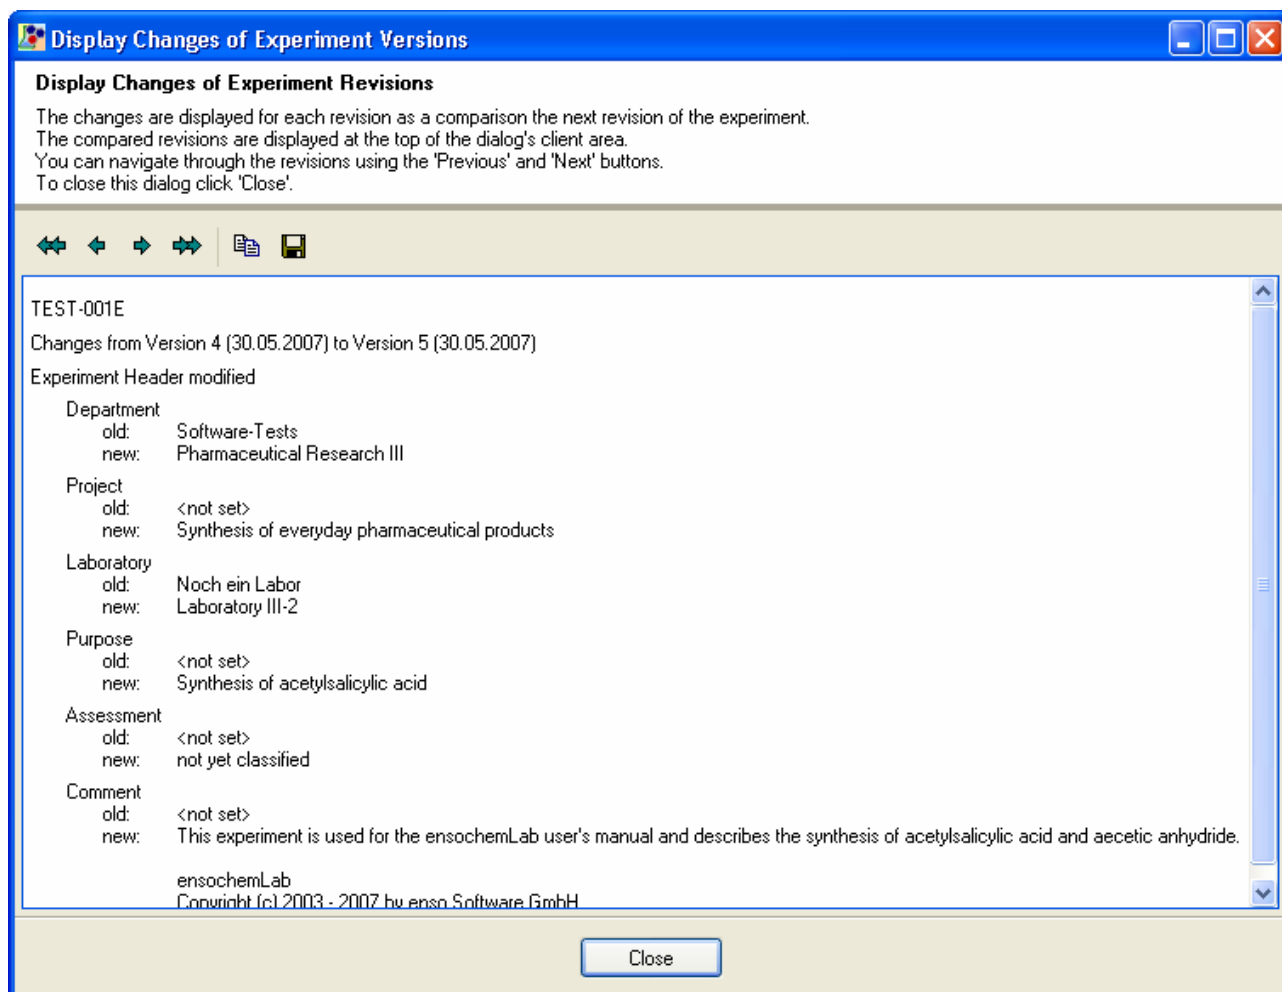 Display Changes of Experiment Versions
Display Changes of Experiment Revisions
The changes are displayed for each revision as a comparison the next revision of the experiment.
The compared revisions are displayed at the top of the dialog's client area.
You can navigate through the revisions using the 'Previous' and 'Next' buttons.
To close this dialog click 'Close'.
TEST-001E
Changes from Version 4 (30.05.2007) to Version 5 (30.05.2007)
Experiment Header modified
Department
old: Software-Tests
new: Pharmaceutical Research III
Project
old: <not set>
new: Synthesis of everyday pharmaceutical products
Laboratory
old: Noch ein Labor
new: Laboratory III-2
Purpose
old: <not set>
new: Synthesis of acetylsalicylic acid
Assessment
old: <not set>
new: not yet classified
Comment
old: <not set>
new: This experiment is used for the ensochemLab user's manual and describes the synthesis of acetylsalicylic acid and aecetic anhydride.
ensochemLab
Copyright (c) 2003 - 2007 by enso Software GmbH
Close